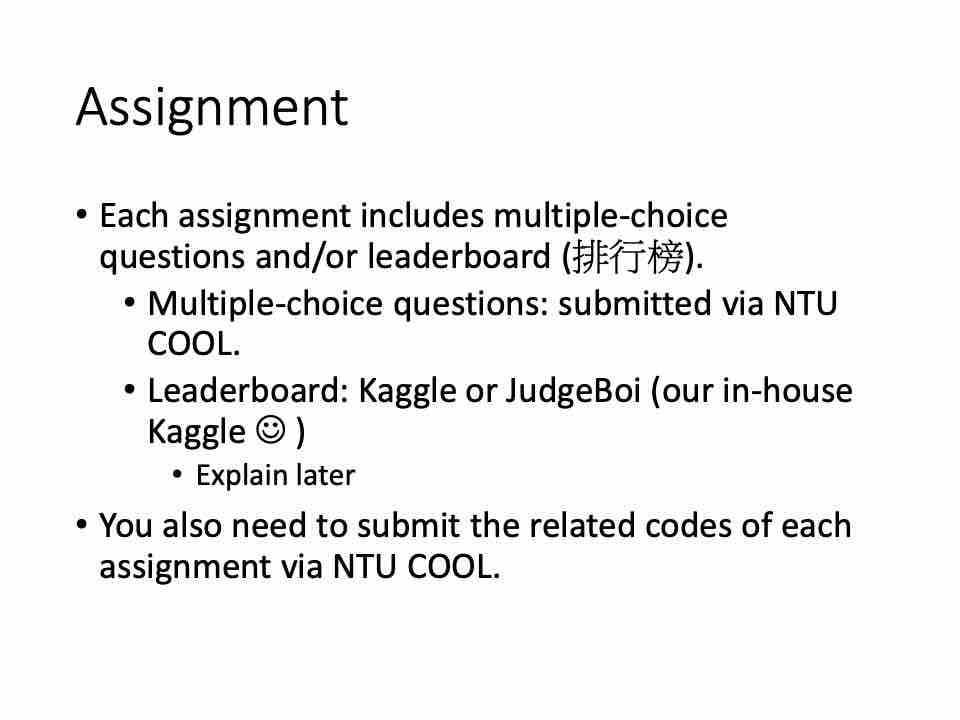 Assignment
• Each assignment includes multiple-choice
questions and/or leaderboard (排行榜).
• Multiple-choice questions: submitted via NTU
COOL.
• Leaderboard: Kaggle or JudgeBoi (our in-house
Kaggle ☺ )
• Explain later
• You also need to submit the related codes of each
assignment via NTU COOL.